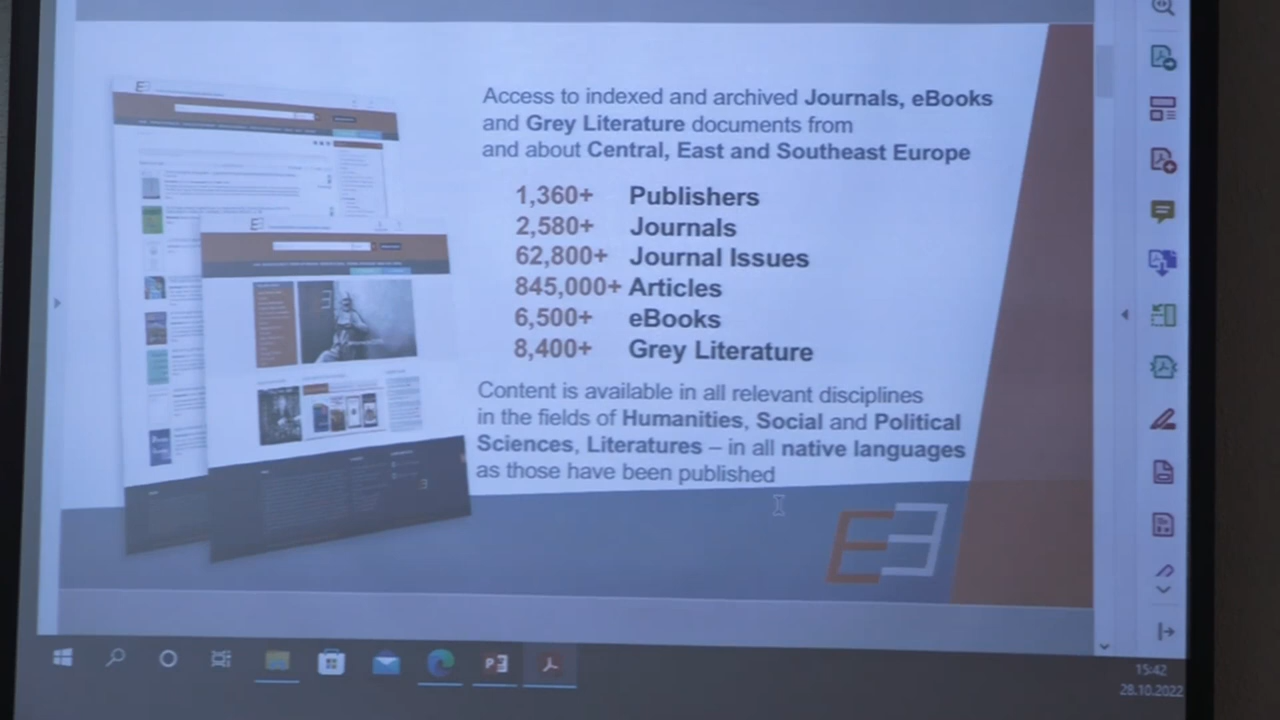 Access to indexed and archived Journals, eBooks
and Grey Literature documents from
and about Central, East and Southeast Europe
1,360+ Publishers
2,580+ Journals
62,800+ Journal Issues
845,000+ Articles
6,500+ eBooks
8,400+ Grey Literature
Content is available in all relevant disciplines
in the fields of Humanities, Social and Political
Sciences, Literatures – in all native languages
as those have been published
15:42
28.10.2022